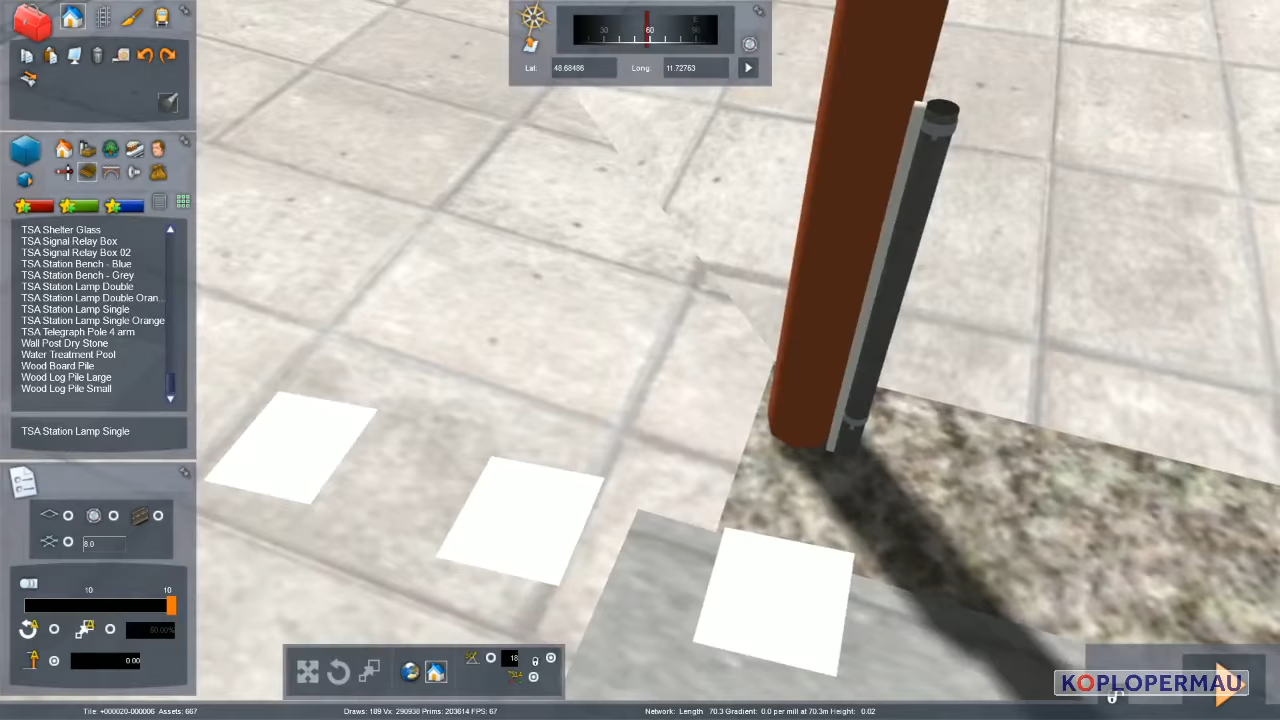 30 60 90
E
Lat: 48.68486 Long: 11.72753
TSA Shelter Glass
TSA Signal Relay Box
TSA Signal Relay Box 02
TSA Station Bench - Blue
TSA Station Bench - Grey
TSA Station Lamp Double
TSA Station Lamp Double Oran...
TSA Station Lamp Single
TSA Station Lamp Single Orange
TSA Telegraph Pole 4 arm
Wall Post Dry Stone
Water Treatment Pool
Wood Board Pile
Wood Log Pile Large
Wood Log Pile Small
TSA Station Lamp Single
8.0
10 10
50.00%
0.00
18
KOPLOPERMAU
Tile: +000020-000006 Assets: 667 Draws: 189 Vx: 290938 Prims: 203614 FPS: 67 Network: Length 70.3 Gradient: 0.0 per mill at 70.3m Height: 0.02